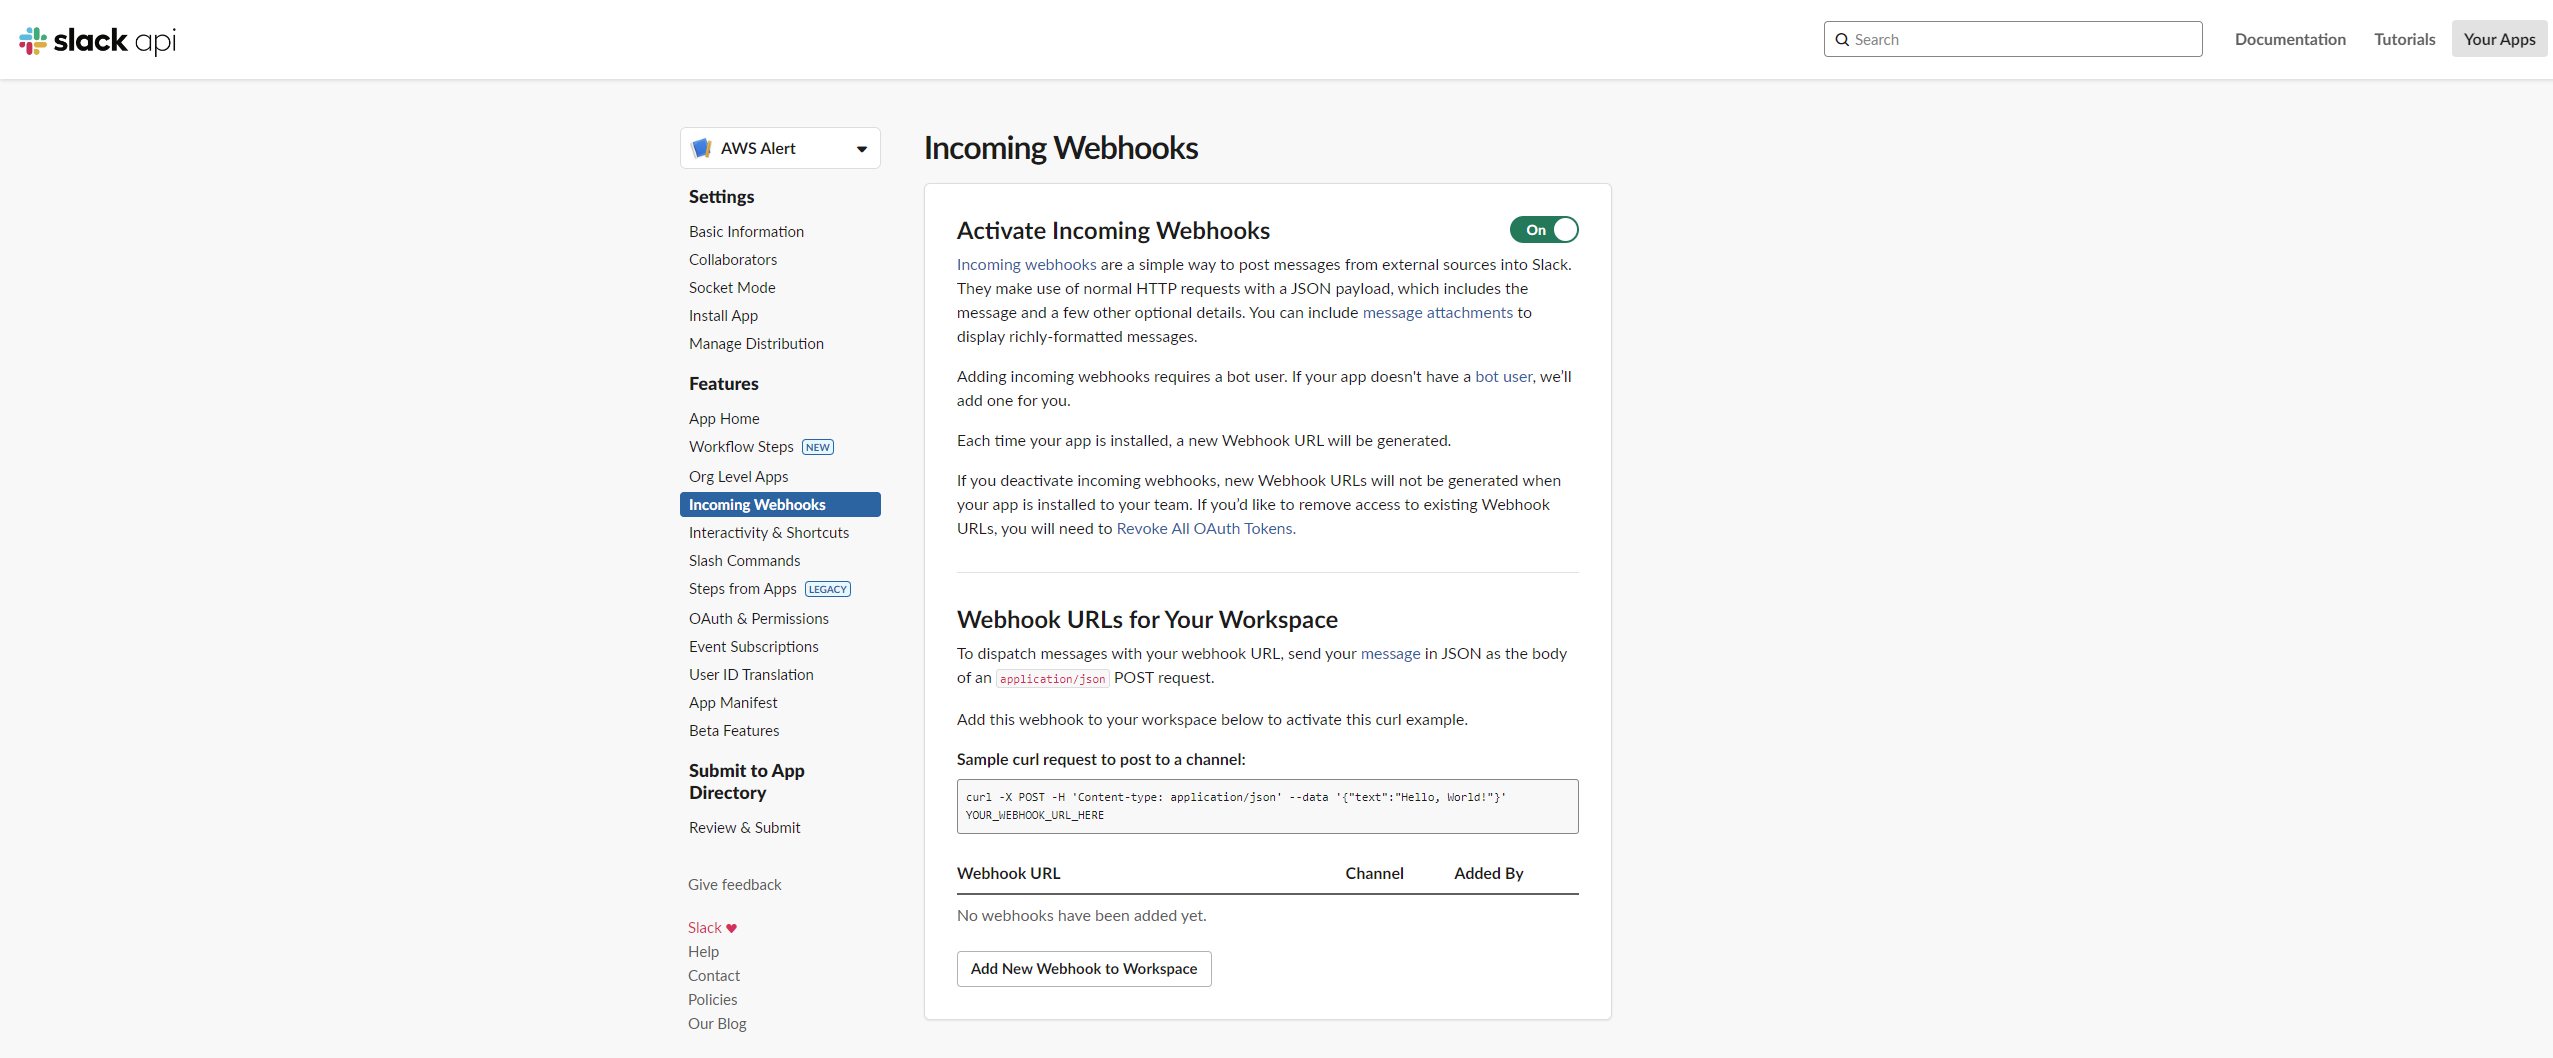 slack api
Search
Documentation
Tutorials
Your Apps
AWS Alert
Settings
Basic Information
Collaborators
Socket Mode
Install App
Manage Distribution
Features
App Home
Workflow Steps NEW
Org Level Apps
Incoming Webhooks
Interactivity & Shortcuts
Slash Commands
Steps from Apps LEGACY
OAuth & Permissions
Event Subscriptions
User ID Translation
App Manifest
Beta Features
Submit to App
Directory
Review & Submit
Give feedback
Slack ♥
Help
Contact
Policies
Our Blog
Incoming Webhooks
Activate Incoming Webhooks
On
Incoming webhooks are a simple way to post messages from external sources into Slack.
They make use of normal HTTP requests with a JSON payload, which includes the
message and a few other optional details. You can include message attachments to
display richly-formatted messages.
Adding incoming webhooks requires a bot user. If your app doesn't have a bot user, we’ll
add one for you.
Each time your app is installed, a new Webhook URL will be generated.
If you deactivate incoming webhooks, new Webhook URLs will not be generated when
your app is installed to your team. If you’d like to remove access to existing Webhook
URLs, you will need to Revoke All OAuth Tokens.
Webhook URLs for Your Workspace
To dispatch messages with your webhook URL, send your message in JSON as the body
of an application/json POST request.
Add this webhook to your workspace below to activate this curl example.
Sample curl request to post to a channel:
curl -X POST -H 'Content-type: application/json' --data '{"text":"Hello, World!"}'
YOUR_WEBHOOK_URL_HERE
Webhook URL
Channel
Added By
No webhooks have been added yet.
Add New Webhook to Workspace